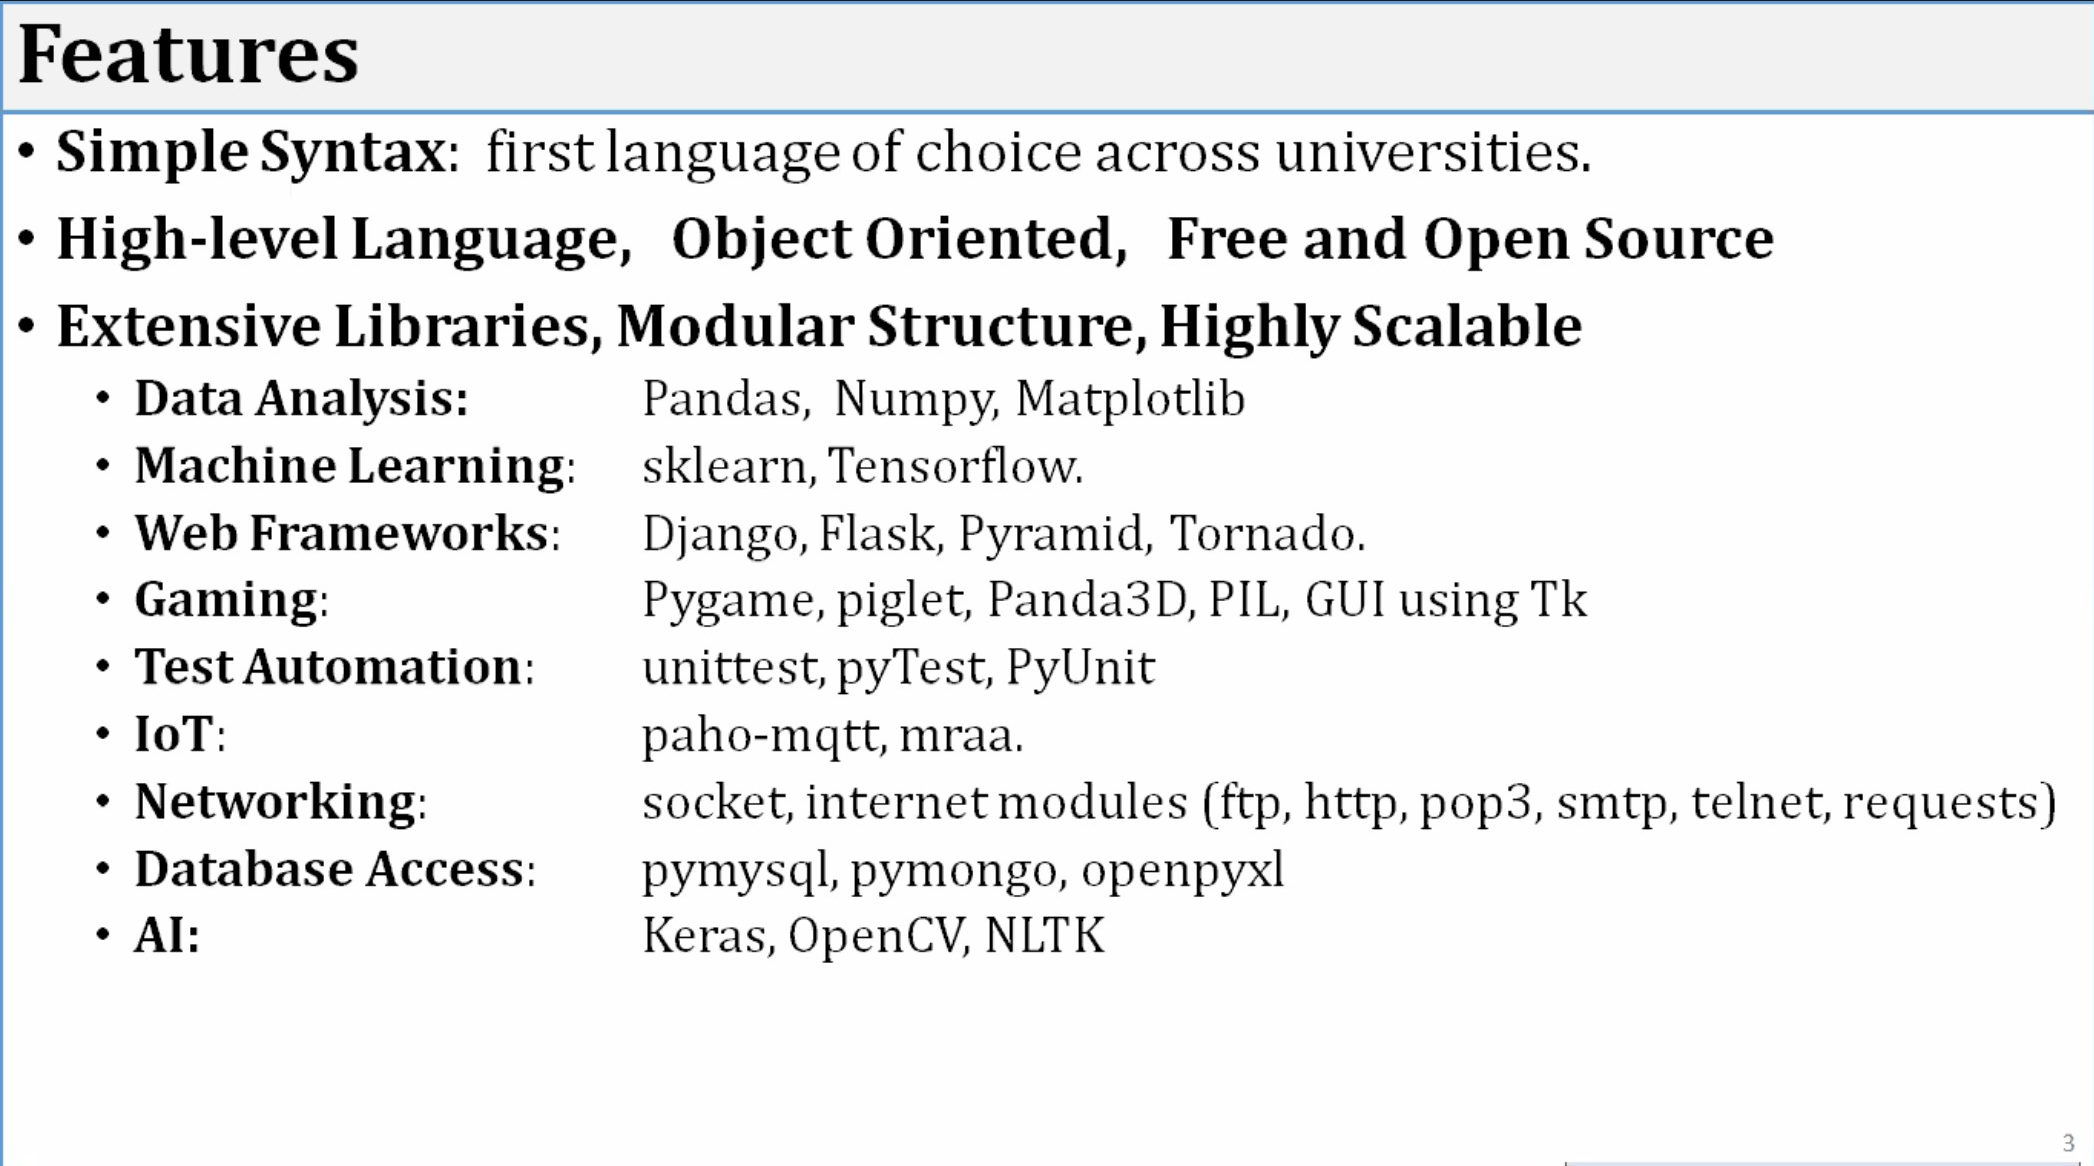 Features
• Simple Syntax: first language of choice across universities.
• High-level Language, Object Oriented, Free and Open Source
• Extensive Libraries, Modular Structure, Highly Scalable
• Data Analysis: Pandas, Numpy, Matplotlib
• Machine Learning: sklearn, Tensorflow.
• Web Frameworks: Django, Flask, Pyramid, Tornado.
• Gaming: Pygame, piglet, Panda3D, PIL, GUI using Tk
• Test Automation: unittest, pyTest, PyUnit
• IoT: paho-mqtt, mraa.
• Networking: socket, internet modules (ftp, http, pop3, smtp, telnet, requests)
• Database Access: pymysql, pymongo, openpyxl
• AI: Keras, OpenCV, NLTK
3